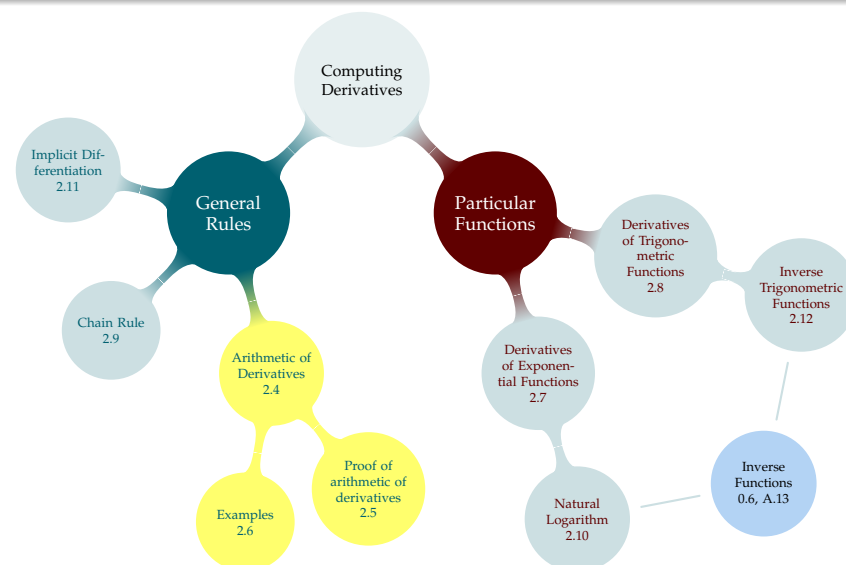 Computing
Derivatives
General
Rules
Implicit Dif-
ferentiation
2.11
Chain Rule
2.9
Arithmetic of
Derivatives
2.4
Examples
2.6
Proof of
arithmetic of
derivatives
2.5
Particular
Functions
Derivatives
of Trigono-
metric
Functions
2.8
Inverse
Trigonometric
Functions
2.12
Derivatives
of Exponen-
tial Functions
2.7
Natural
Logarithm
2.10
Inverse
Functions
0.6, A.13